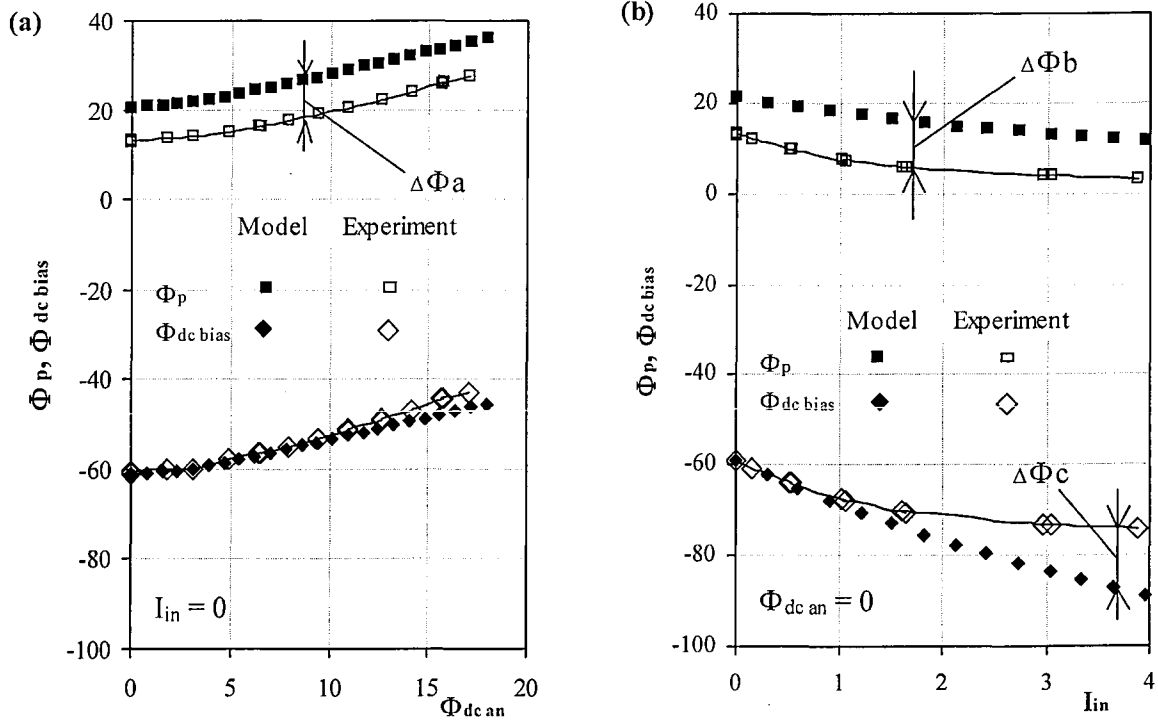 (a)
40
20
0
-20
-40
-60
-80
-100
Φp, Φdc bias
ΔΦa
Model Experiment
Φp
Φdc bias
Iin = 0
0 5 10 15 20
Φdc an
(b)
40
20
0
-20
-40
-60
-80
-100
Φp, Φdc bias
ΔΦb
Model Experiment
Φp
Φdc bias
ΔΦc
Φdc an = 0
0 1 2 3 4
Iin